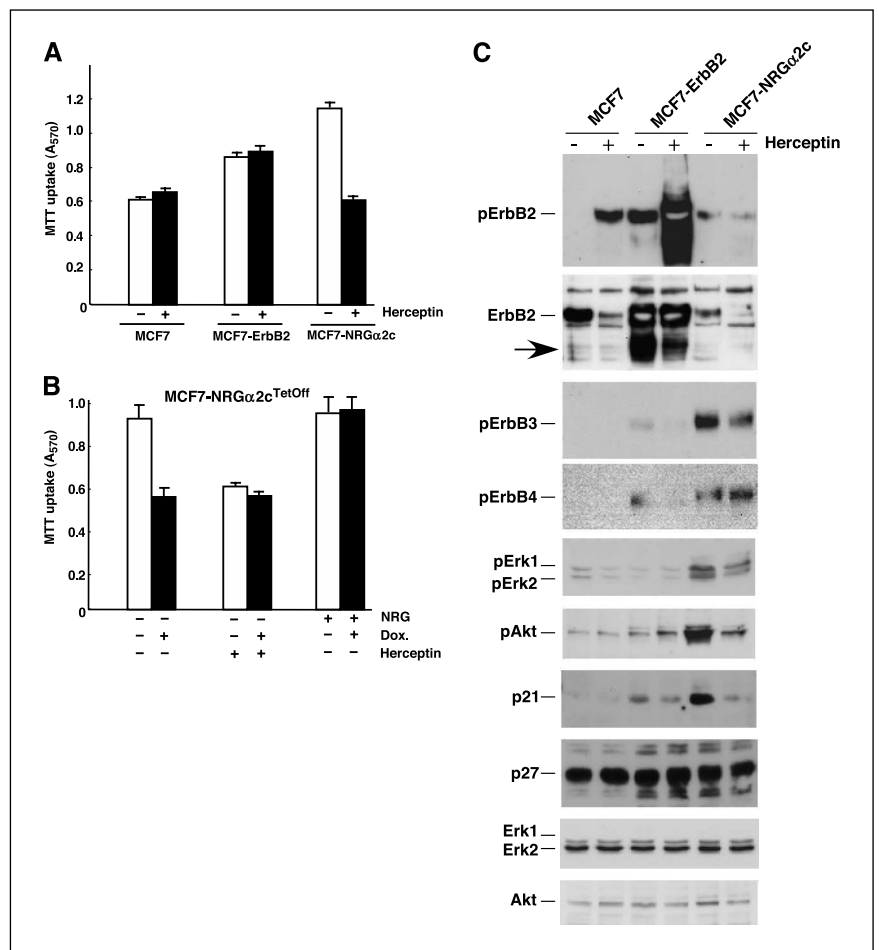 A
MTT uptake (A570)
1.2
1.0
0.8
0.6
0.4
0.2
0
– + – + – + Herceptin
MCF7 MCF7-ErbB2 MCF7-NRGα2c
B
MCF7-NRGα2cTetOff
MTT uptake (A570)
1.0
0.8
0.6
0.4
0.2
0
– – – – + + NRG
– + – + – + Dox.
– – + + – – Herceptin
C
MCF7 MCF7-ErbB2 MCF7-NRGα2c
- + - + - + Herceptin
pErbB2
ErbB2
pErbB3
pErbB4
pErk1
pErk2
pAkt
p21
p27
Erk1
Erk2
Akt